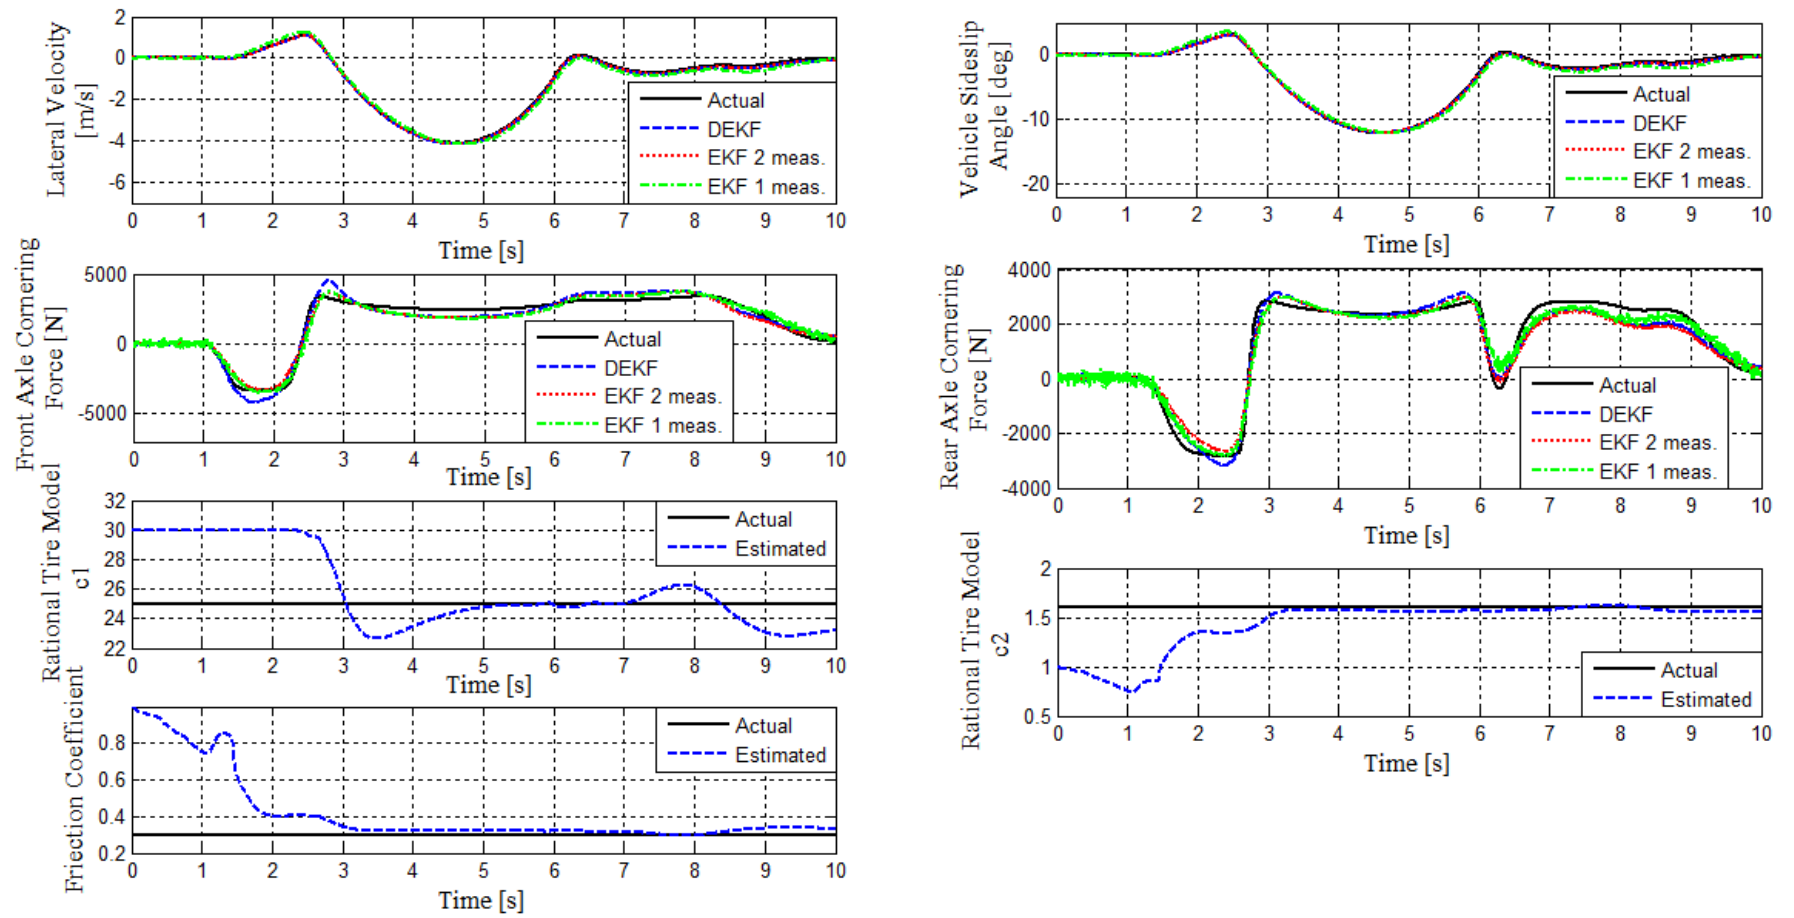 Lateral Velocity
[m/s]
2
0
-2
-4
-6
Actual
DEKF
EKF 2 meas.
EKF 1 meas.
0 1 2 3 4 5 6 7 8 9 10
Time [s]
Vehicle Sideslip
Angle [deg]
0
-10
-20
Actual
DEKF
EKF 2 meas.
EKF 1 meas.
0 1 2 3 4 5 6 7 8 9 10
Time [s]
Front Axle Cornering
Force [N]
5000
0
-5000
Actual
DEKF
EKF 2 meas.
EKF 1 meas.
0 1 2 3 4 5 6 7 8 9 10
Time [s]
Rear Axle Cornering
Force [N]
4000
2000
0
-2000
-4000
Actual
DEKF
EKF 2 meas.
EKF 1 meas.
0 1 2 3 4 5 6 7 8 9 10
Time [s]
Rational Tire Model
c1
32
30
28
26
24
22
Actual
Estimated
0 1 2 3 4 5 6 7 8 9 10
Time [s]
Rational Tire Model
c2
2
1.5
1
0.5
Actual
Estimated
0 1 2 3 4 5 6 7 8 9 10
Time [s]
Friection Coefficient
0.8
0.6
0.4
0.2
Actual
Estimated
0 1 2 3 4 5 6 7 8 9 10
Time [s]